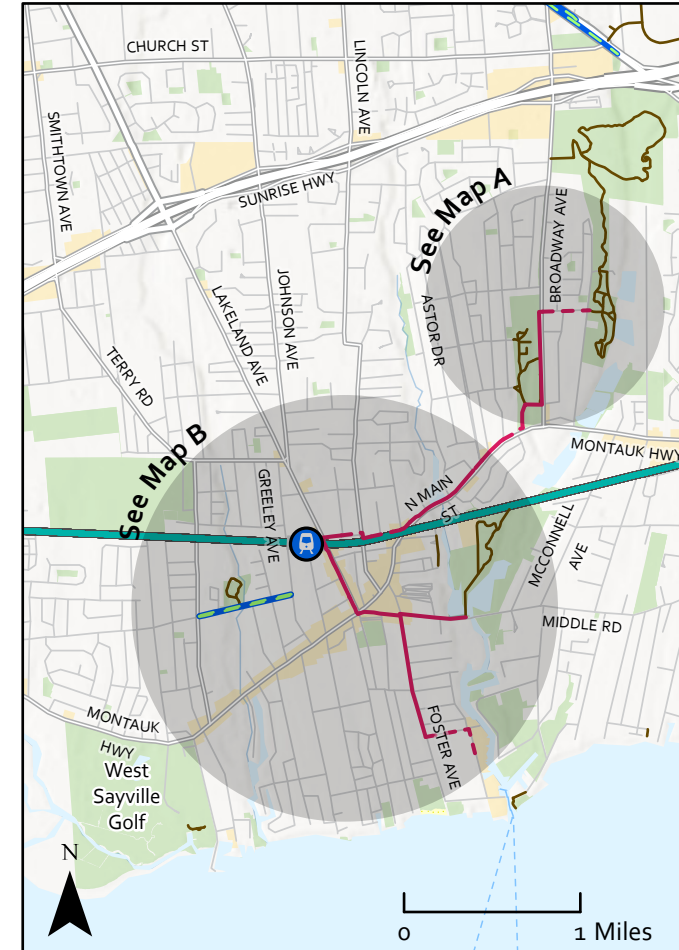 CHURCH ST
LINCOLN AVE
SMITHTOWN AVE
SUNRISE HWY
See Map A
BROADWAY AVE
JOHNSON AVE
LAKELAND AVE
ASTOR DR
TERRY RD
See Map B
GREELEY AVE
N MAIN
ST
MONTAUK HWY
MCCONNELL
AVE
MIDDLE RD
FOSTER AVE
MONTAUK
HWY
West
Sayville
Golf
N
0
1 Miles